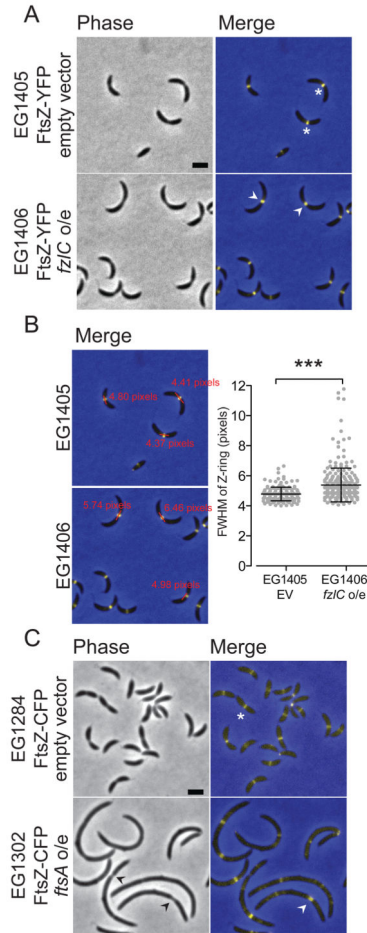 A
Phase
Merge
EG1405
FtsZ-YFP
empty vector
*
*
EG1406
FtsZ-YFP
fzlC o/e
B
Merge
EG1405
4.60 pixels
4.41 pixels
4.37 pixels
EG1406
5.74 pixels
5.40 pixels
4.98 pixels
***
FWHM of Z-ring (pixels)
12
10
8
6
4
2
0
EG1405
EV
EG1406
fzlC o/e
C
Phase
Merge
EG1284
FtsZ-CFP
empty vector
*
EG1302
FtsZ-CFP
ftsA o/e